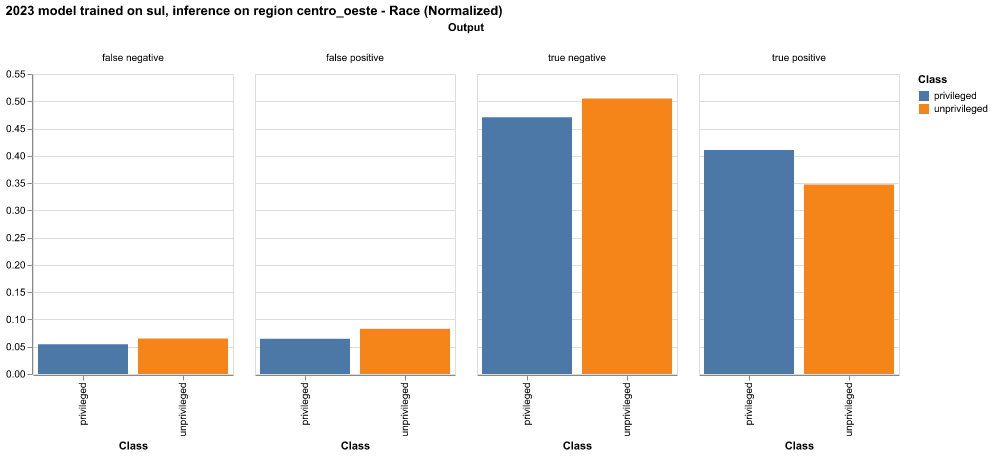 2023 model trained on sul, inference on region centro_oeste - Race (Normalized)
Output
false negative
false positive
true negative
true positive
Class
privileged
unprivileged
0.55
0.50
0.45
0.40
0.35
0.30
0.25
0.20
0.15
0.10
0.05
0.00
privileged
unprivileged
privileged
unprivileged
privileged
unprivileged
privileged
unprivileged
Class
Class
Class
Class